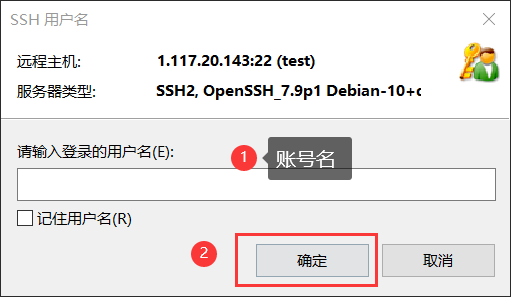 SSH 用户名
远程主机: 1.117.20.143:22 (test)
服务器类型: SSH2, OpenSSH_7.9p1 Debian-10+c
请输入登录的用户名(E):
1 账号名
记住用户名(R)
2 确定 取消